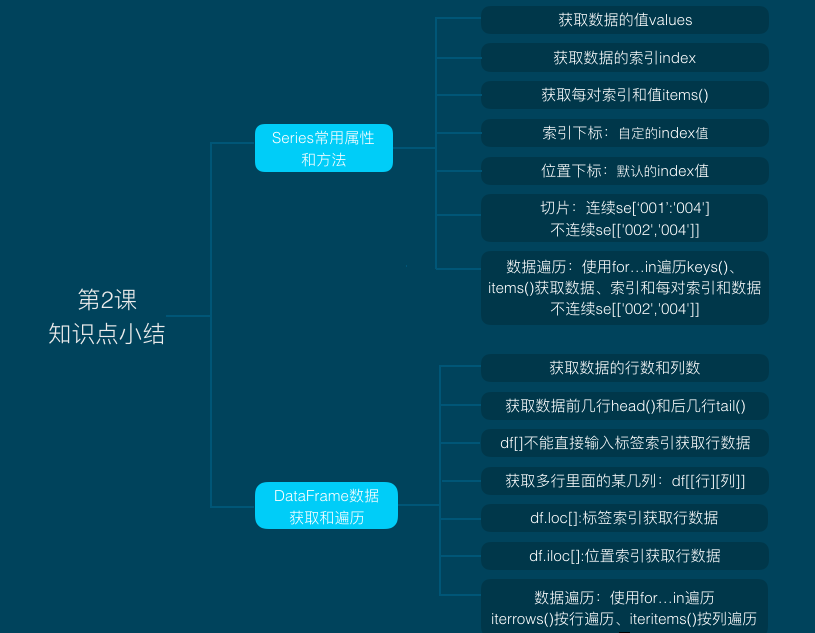 第2课
知识点小结
Series常用属性
和方法
获取数据的值values
获取数据的索引index
获取每对索引和值items()
索引下标：自定的index值
位置下标：默认的index值
切片：连续se['001':'004']
不连续se[['002','004']]
数据遍历：使用for…in遍历keys()、
items()获取数据、索引和每对索引和数据
不连续se[['002','004']]
DataFrame数据
获取和遍历
获取数据的行数和列数
获取数据前几行head()和后几行tail()
df[]不能直接输入标签索引获取行数据
获取多行里面的某几列：df[[行][列]]
df.loc[]:标签索引获取行数据
df.iloc[]:位置索引获取行数据
数据遍历：使用for…in遍历
iterrows()按行遍历、iteritems()按列遍历